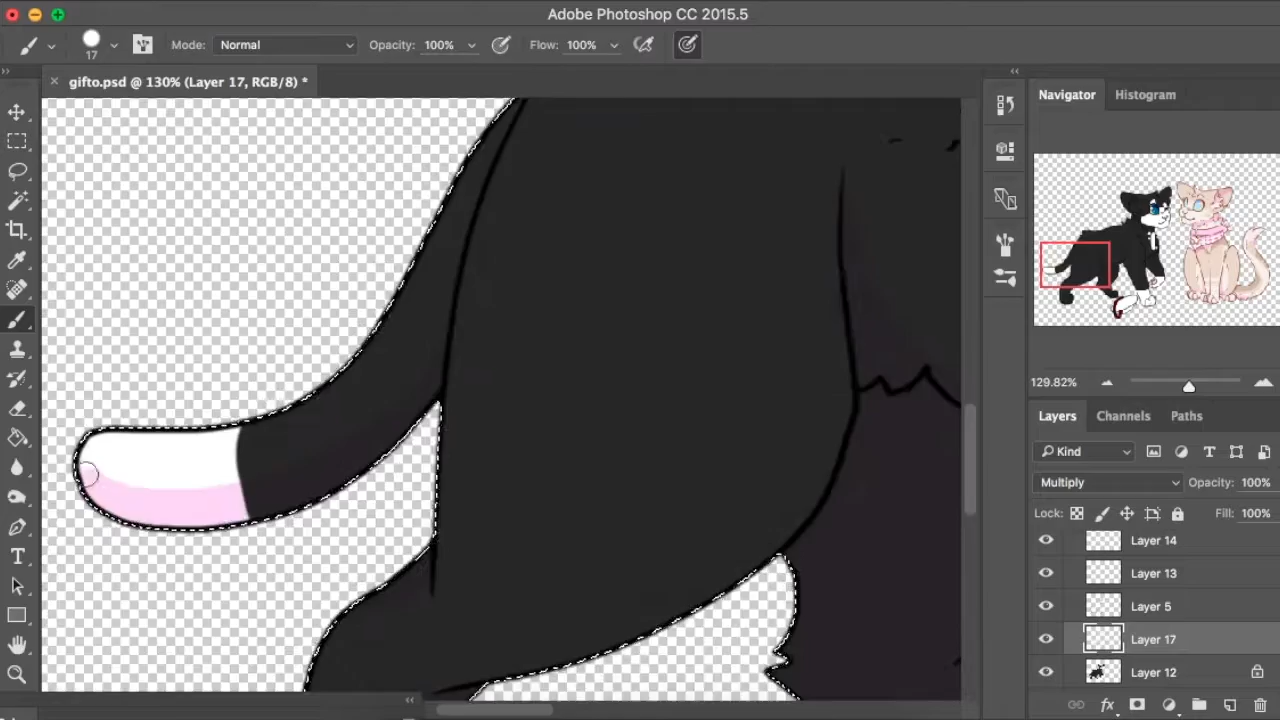 Adobe Photoshop CC 2015.5
17
Mode: Normal Opacity: 100% Flow: 100%
gifto.psd @ 130% (Layer 17, RGB/8) *
Navigator Histogram
129.82%
Layers Channels Paths
Kind
Multiply Opacity: 100%
Lock: Fill: 100%
Layer 14
Layer 13
Layer 5
Layer 17
Layer 12
fx